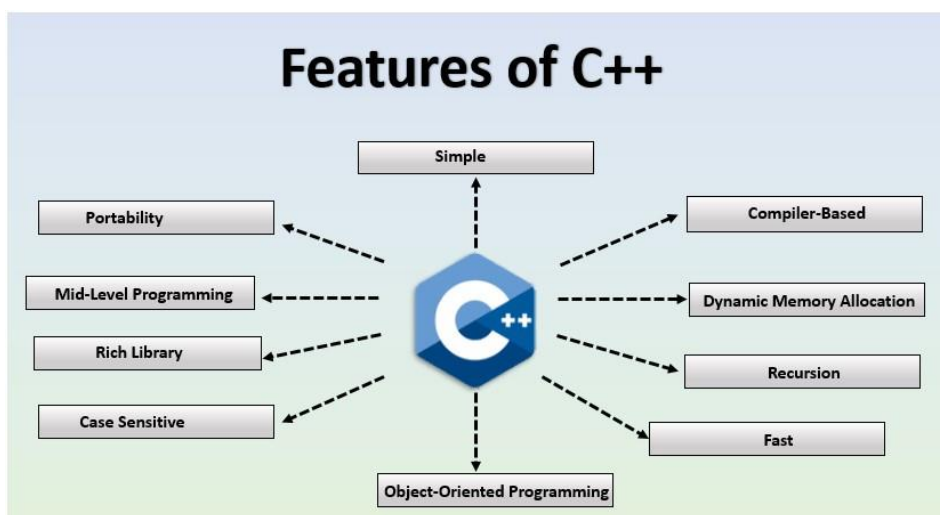 Features of C++
Simple
Portability
Compiler-Based
Mid-Level Programming
Dynamic Memory Allocation
Rich Library
Recursion
Case Sensitive
Fast
Object-Oriented Programming
C++